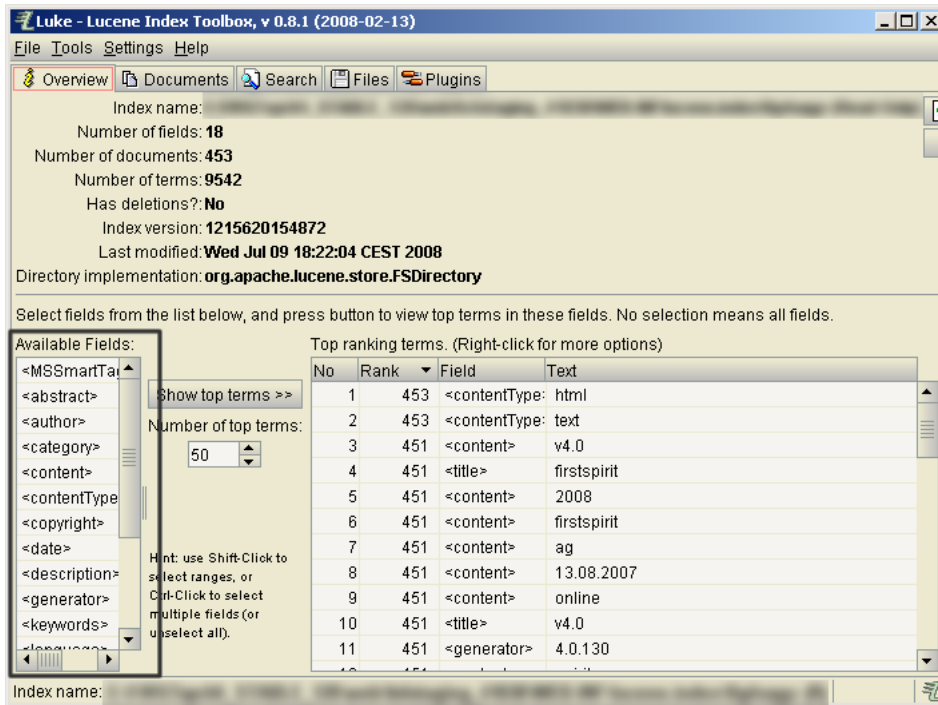 Luke - Lucene Index Toolbox, v 0.8.1 (2008-02-13)
File Tools Settings Help
Overview Documents Search Files Plugins
Index name:
Number of fields: 18
Number of documents: 453
Number of terms: 9542
Has deletions?: No
Index version: 1215620154872
Last modified: Wed Jul 09 18:22:04 CEST 2008
Directory implementation: org.apache.lucene.store.FSDirectory
Select fields from the list below, and press button to view top terms in these fields. No selection means all fields.
Available Fields:
<MSSmartTa
<abstract>
<author>
<category>
<content>
<contentType
<copyright>
<date>
<description>
<generator>
<keywords>
Show top terms >>
Number of top terms:
50
Hint: use Shift-Click to
select ranges, or
Ctrl-Click to select
multiple fields (or
unselect all).
Top ranking terms. (Right-click for more options)
No Rank Field Text
1 453 <contentType> html
2 453 <contentType> text
3 451 <content> v4.0
4 451 <title> firstspirit
5 451 <content> 2008
6 451 <content> firstspirit
7 451 <content> ag
8 451 <content> 13.08.2007
9 451 <content> online
10 451 <title> v4.0
11 451 <generator> 4.0.130
Index name: